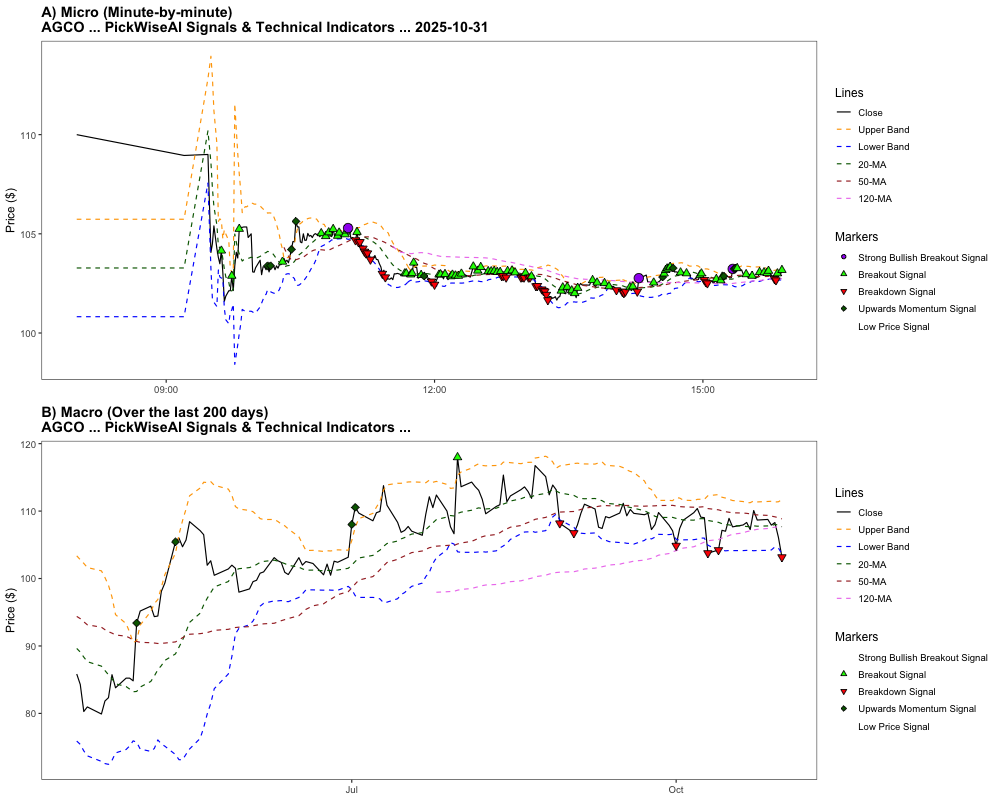 A) Micro (Minute-by-minute)
AGCO ... PickWiseAI Signals & Technical Indicators ... 2025-10-31
Price ($)
110
105
100
09:00
12:00
15:00
Lines
Close
Upper Band
Lower Band
20-MA
50-MA
120-MA
Markers
Strong Bullish Breakout Signal
Breakout Signal
Breakdown Signal
Upwards Momentum Signal
Low Price Signal
B) Macro (Over the last 200 days)
AGCO ... PickWiseAI Signals & Technical Indicators ...
Price ($)
120
110
100
90
80
Jul
Oct
Lines
Close
Upper Band
Lower Band
20-MA
50-MA
120-MA
Markers
Strong Bullish Breakout Signal
Breakout Signal
Breakdown Signal
Upwards Momentum Signal
Low Price Signal